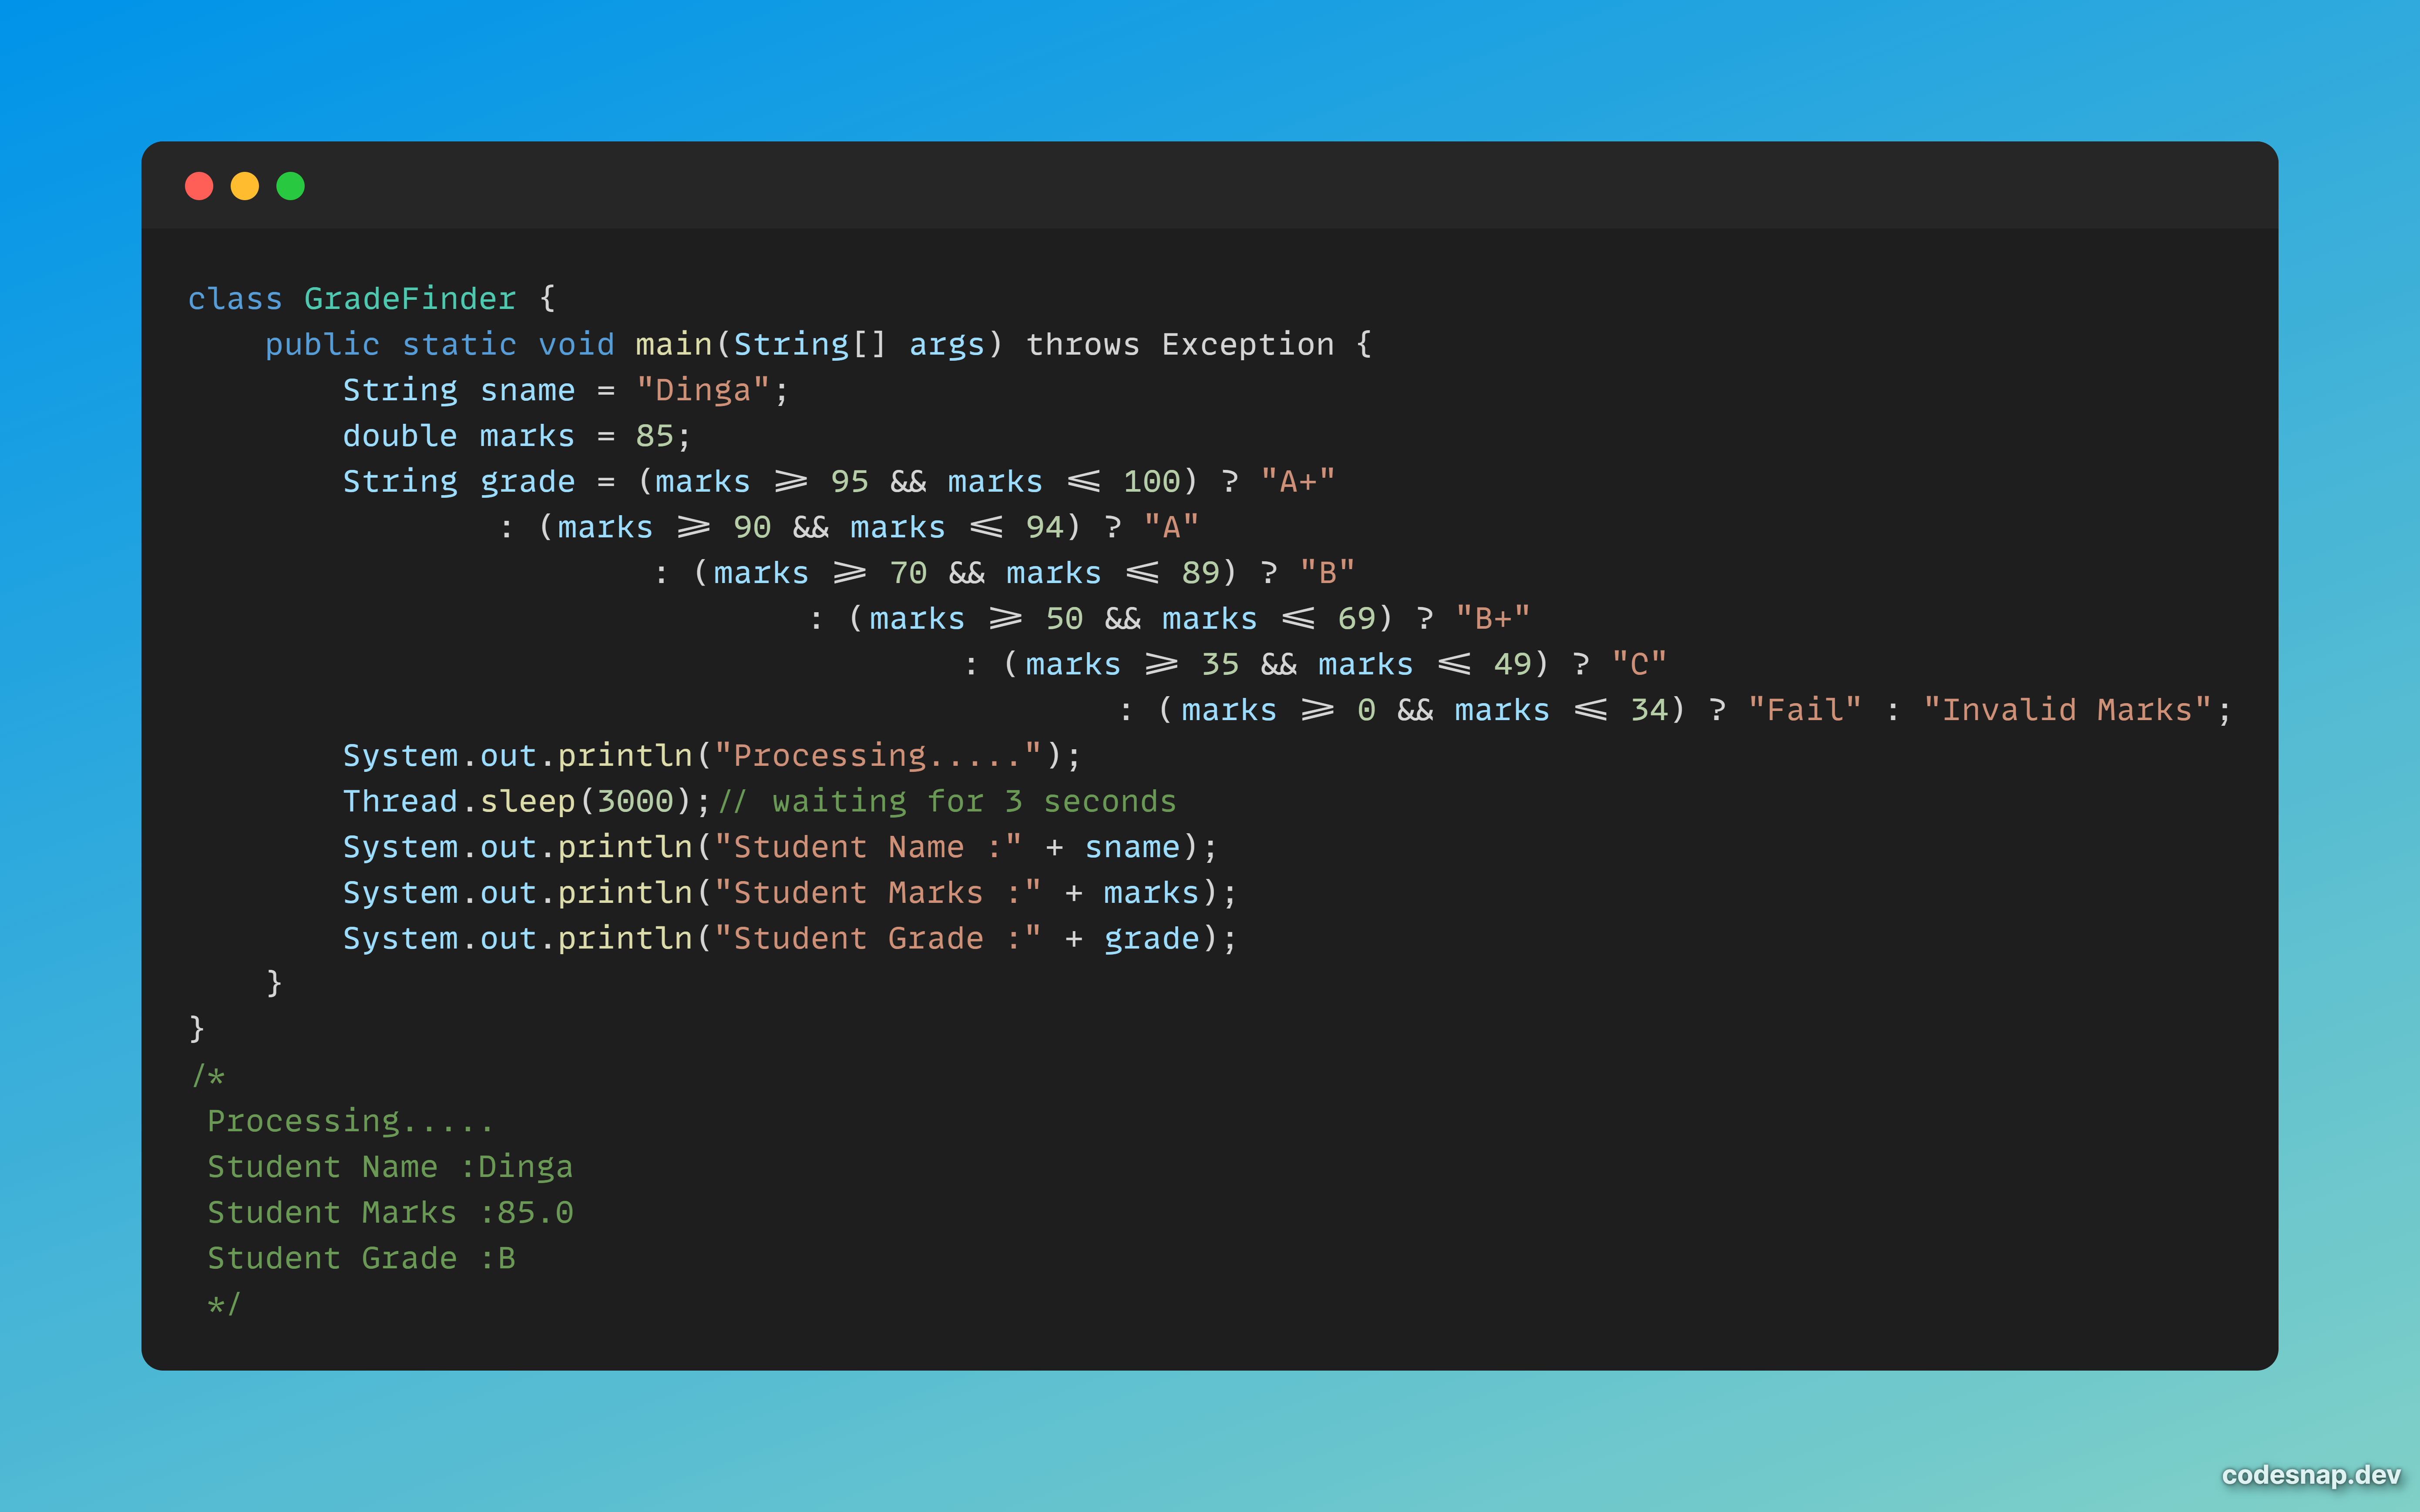 class GradeFinder {
    public static void main(String[] args) throws Exception {
        String sname = "Dinga";
        double marks = 85;
        String grade = (marks >= 95 && marks <= 100) ? "A+"
                : (marks >= 90 && marks <= 94) ? "A"
                        : (marks >= 70 && marks <= 89) ? "B"
                                : (marks >= 50 && marks <= 69) ? "B+"
                                        : (marks >= 35 && marks <= 49) ? "C"
                                                : (marks >= 0 && marks <= 34) ? "Fail" : "Invalid Marks";
        System.out.println("Processing.....");
        Thread.sleep(3000);// waiting for 3 seconds
        System.out.println("Student Name :" + sname);
        System.out.println("Student Marks :" + marks);
        System.out.println("Student Grade :" + grade);
    }
}
/*
 Processing.....
 Student Name :Dinga
 Student Marks :85.0
 Student Grade :B
 */
codesnap.dev